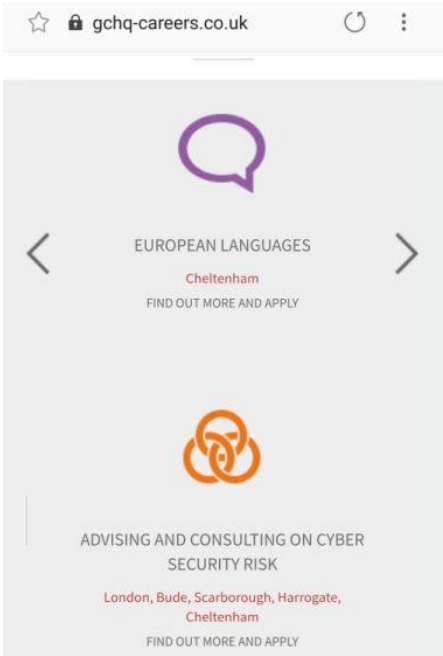 gchq-careers.co.uk
EUROPEAN LANGUAGES
Cheltenham
FIND OUT MORE AND APPLY
ADVISING AND CONSULTING ON CYBER
SECURITY RISK
London, Bude, Scarborough, Harrogate,
Cheltenham
FIND OUT MORE AND APPLY